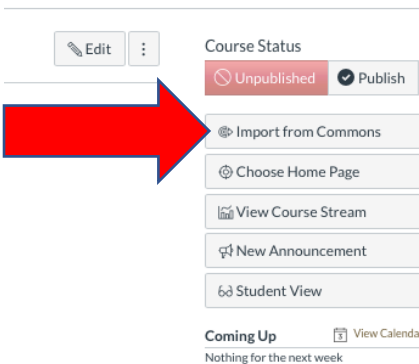 Edit
Course Status
Unpublished Publish
Import from Commons
Choose Home Page
View Course Stream
New Announcement
Student View
Coming Up
3 View Calenda
Nothing for the next week